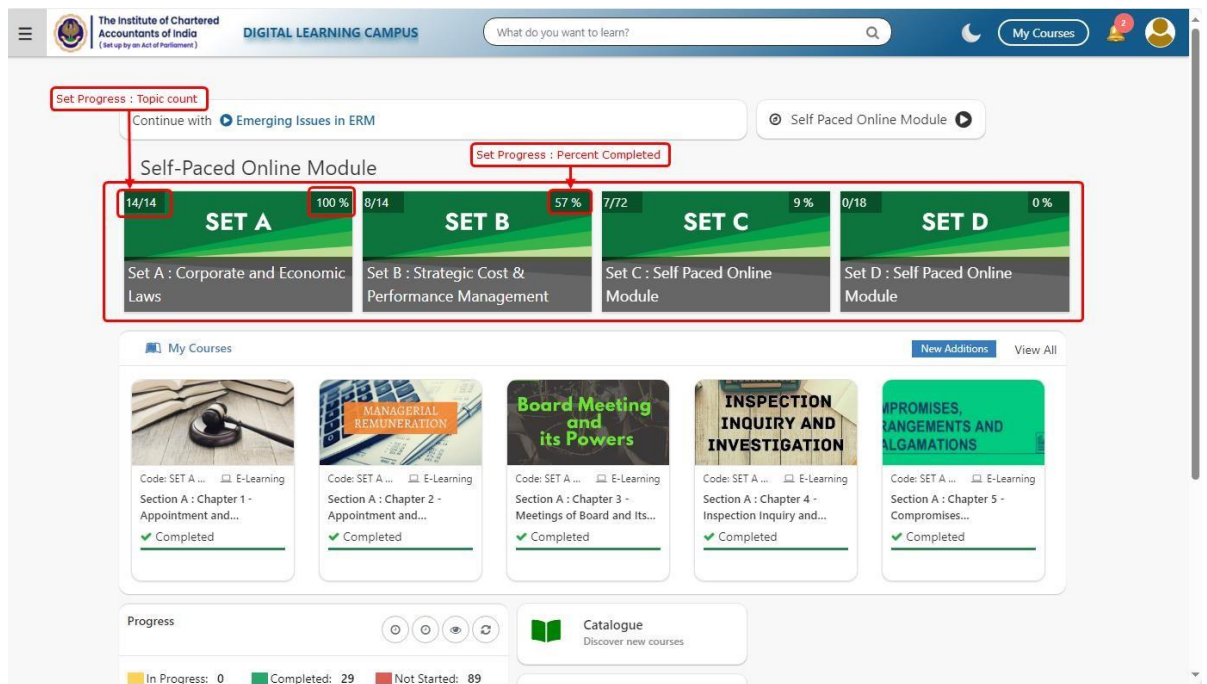 The Institute of Chartered
Accountants of India
(Set up by an Act of Parliament)
DIGITAL LEARNING CAMPUS
What do you want to learn?
My Courses
2
Set Progress : Topic count
Continue with Emerging Issues in ERM
Self Paced Online Module
Self-Paced Online Module
Set Progress : Percent Completed
14/14
100 %
SET A
Set A : Corporate and Economic
Laws
8/14
57 %
SET B
Set B : Strategic Cost &
Performance Management
7/72
9 %
SET C
Set C : Self Paced Online
Module
0/18
0 %
SET D
Set D : Self Paced Online
Module
My Courses
New Additions
View All
Code: SET A ...
E-Learning
Section A : Chapter 1 -
Appointment and...
Completed
MANAGERIAL
REMUNERATION
Code: SET A ...
E-Learning
Section A : Chapter 2 -
Appointment and...
Completed
Board Meeting
and
its Powers
Code: SET A ...
E-Learning
Section A : Chapter 3 -
Meetings of Board and Its...
Completed
INSPECTION
INQUIRY AND
INVESTIGATION
Code: SET A ...
E-Learning
Section A : Chapter 4 -
Inspection Inquiry and...
Completed
MPROMISES,
RANGEMENTS AND
ALGAMATIONS
Code: SET A ...
E-Learning
Section A : Chapter 5 -
Compromises...
Completed
Progress
In Progress: 0
Completed: 29
Not Started: 89
Catalogue
Discover new courses